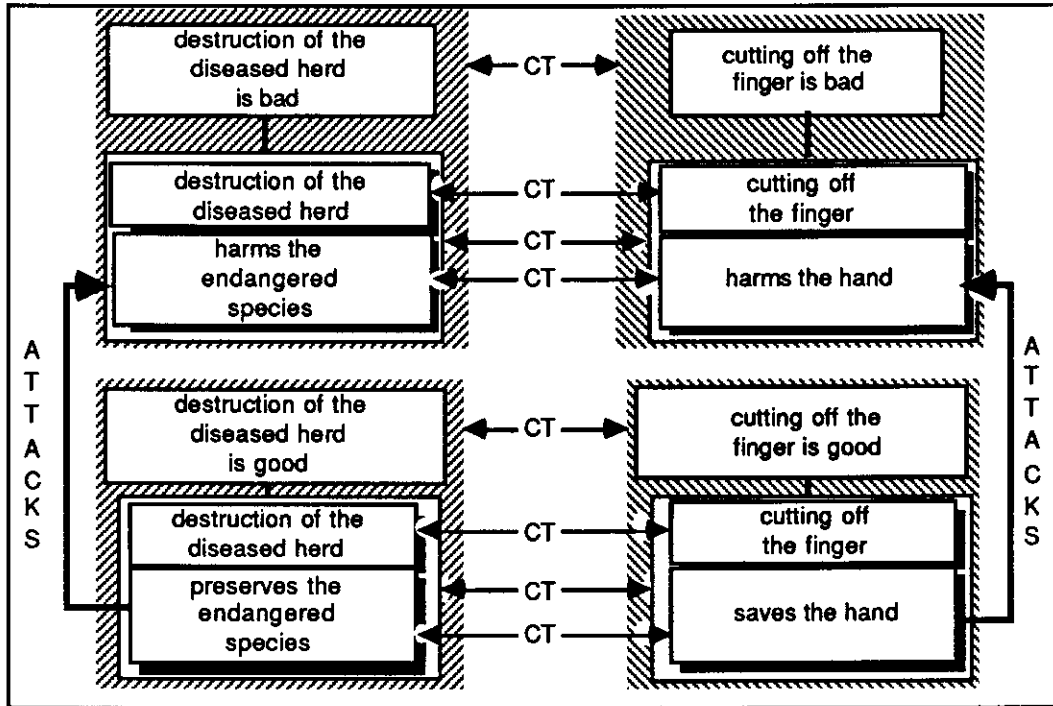 destruction of the
diseased herd
is bad
CT
cutting off the
finger is bad
destruction of the
diseased herd
CT
cutting off
the finger
CT
harms the
endangered
species
CT
harms the hand
ATTACKS
ATTACKS
destruction of the
diseased herd
is good
CT
cutting off the
finger is good
destruction of the
diseased herd
CT
cutting off
the finger
CT
preserves the
endangered
species
CT
saves the hand